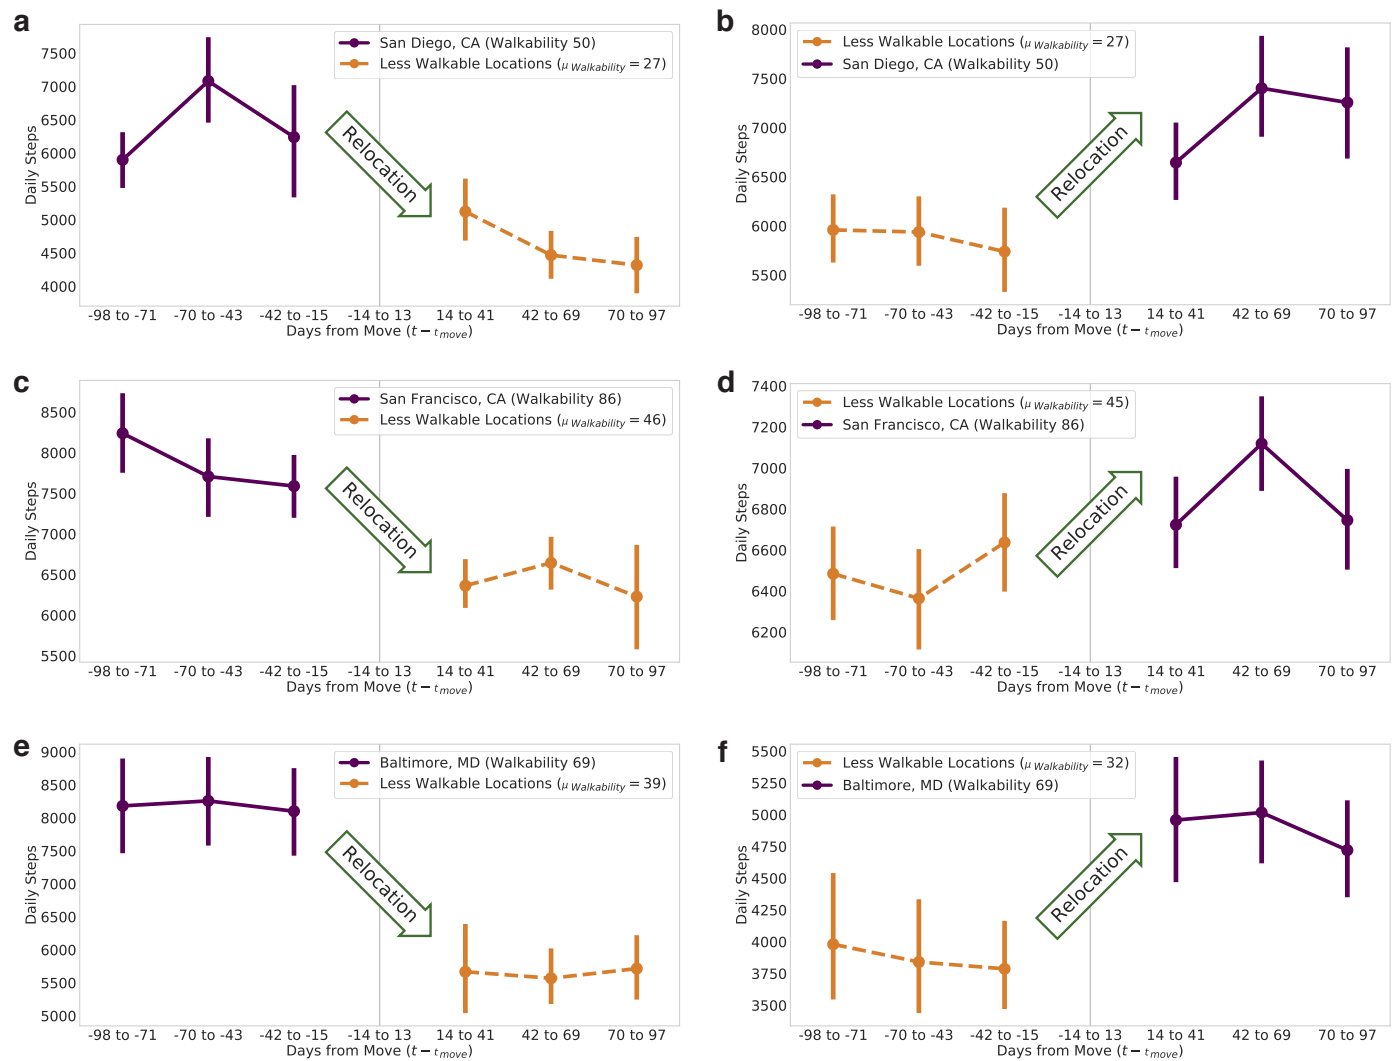 a
San Diego, CA (Walkability 50)
Less Walkable Locations (μ Walkability = 27)
Relocation
Daily Steps
7500
7000
6500
6000
5500
5000
4500
4000
-98 to -71 -70 to -43 -42 to -15 -14 to 13 14 to 41 42 to 69 70 to 97
Days from Move (t − tmove)
b
Less Walkable Locations (μ Walkability = 27)
San Diego, CA (Walkability 50)
Relocation
Daily Steps
8000
7500
7000
6500
6000
5500
-98 to -71 -70 to -43 -42 to -15 -14 to 13 14 to 41 42 to 69 70 to 97
Days from Move (t − tmove)
c
San Francisco, CA (Walkability 86)
Less Walkable Locations (μ Walkability = 46)
Relocation
Daily Steps
8500
8000
7500
7000
6500
6000
5500
-98 to -71 -70 to -43 -42 to -15 -14 to 13 14 to 41 42 to 69 70 to 97
Days from Move (t − tmove)
d
Less Walkable Locations (μ Walkability = 45)
San Francisco, CA (Walkability 86)
Relocation
Daily Steps
7400
7200
7000
6800
6600
6400
6200
-98 to -71 -70 to -43 -42 to -15 -14 to 13 14 to 41 42 to 69 70 to 97
Days from Move (t − tmove)
e
Baltimore, MD (Walkability 69)
Less Walkable Locations (μ Walkability = 39)
Relocation
Daily Steps
9000
8500
8000
7500
7000
6500
6000
5500
5000
-98 to -71 -70 to -43 -42 to -15 -14 to 13 14 to 41 42 to 69 70 to 97
Days from Move (t − tmove)
f
Less Walkable Locations (μ Walkability = 32)
Baltimore, MD (Walkability 69)
Relocation
Daily Steps
5500
5250
5000
4750
4500
4250
4000
3750
3500
-98 to -71 -70 to -43 -42 to -15 -14 to 13 14 to 41 42 to 69 70 to 97
Days from Move (t − tmove)